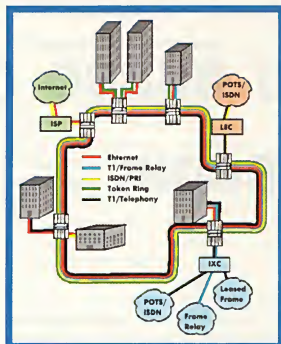 Internet
POTS/
ISDN
ISP
LEC
Ehternet
T1/Frame Relay
ISDN/PRI
Token Ring
T1/Telephony
IXC
POTS/
ISDN
Frame
Relay
Leased
Frame